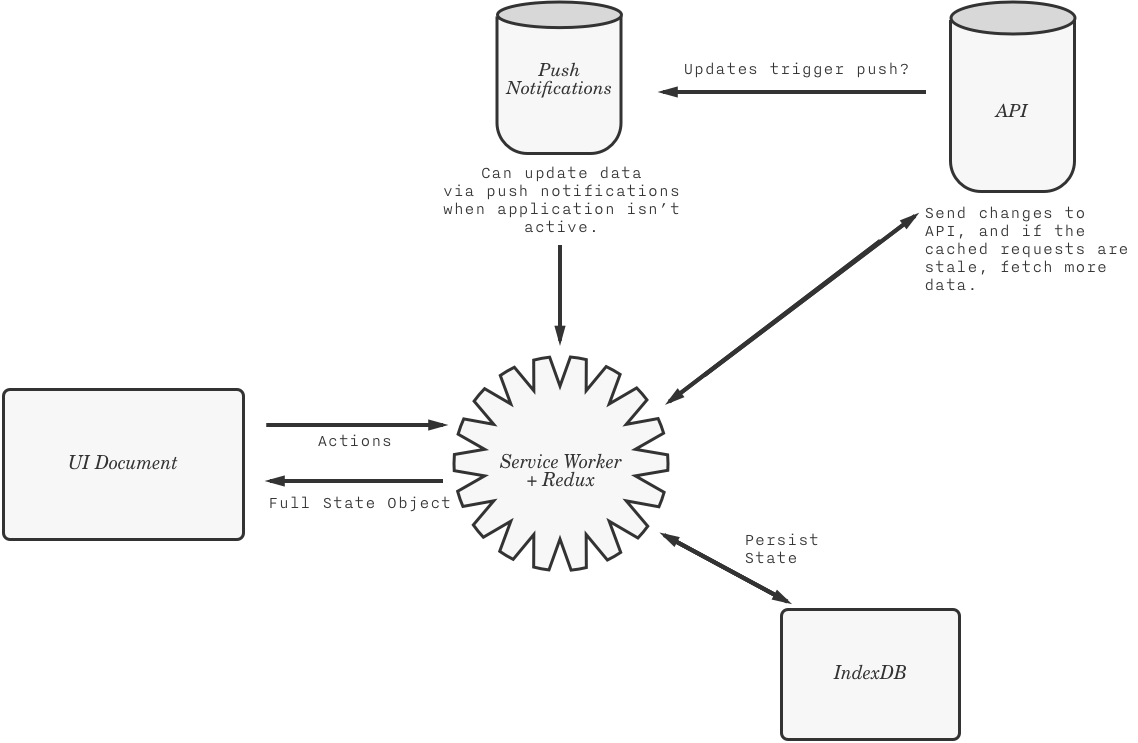 Push
Notifications
Updates trigger push?
API
Can update data
via push notifications
when application isn’t
active.
Send changes to
API, and if the
cached requests are
stale, fetch more
data.
UI Document
Actions
Full State Object
Service Worker
+ Redux
Persist
State
IndexDB